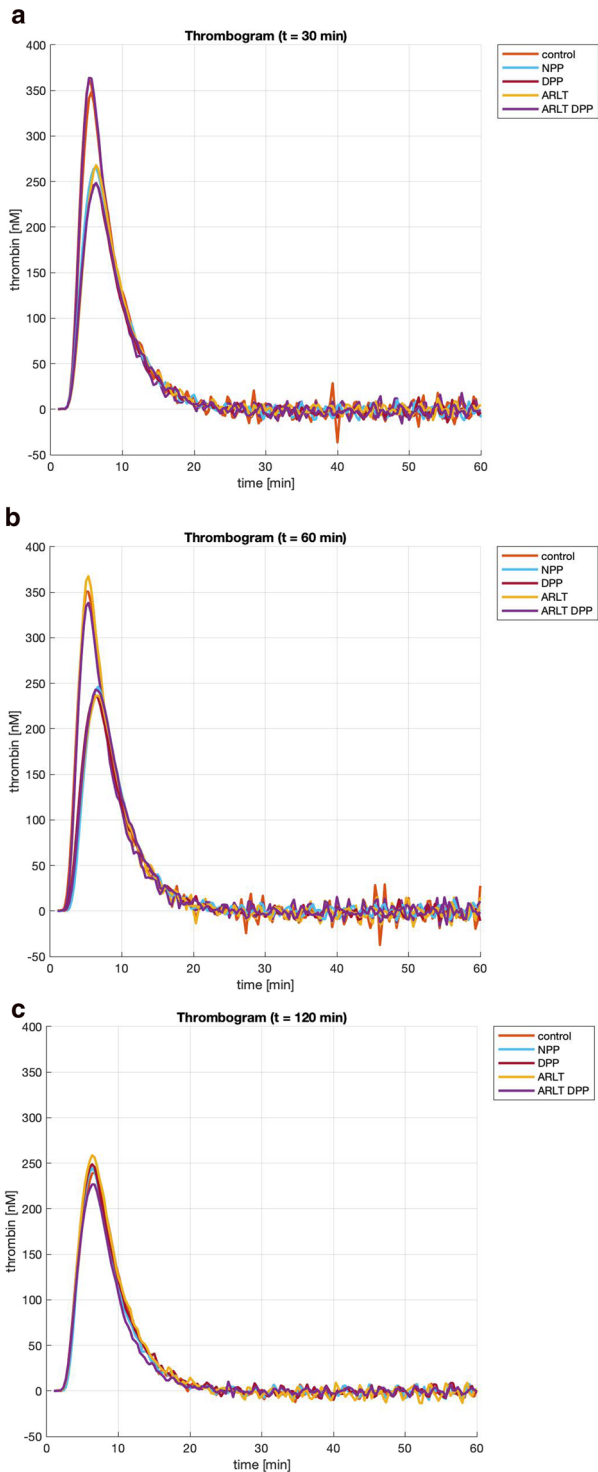 a
Thrombogram (t = 30 min)
400
350
300
250
200
150
100
50
0
-50
thrombin [nM]
0 10 20 30 40 50 60
time [min]
control
NPP
DPP
ARLT
ARLT DPP
b
Thrombogram (t = 60 min)
400
350
300
250
200
150
100
50
0
-50
thrombin [nM]
0 10 20 30 40 50 60
time [min]
control
NPP
DPP
ARLT
ARLT DPP
c
Thrombogram (t = 120 min)
400
350
300
250
200
150
100
50
0
-50
thrombin [nM]
0 10 20 30 40 50 60
time [min]
control
NPP
DPP
ARLT
ARLT DPP